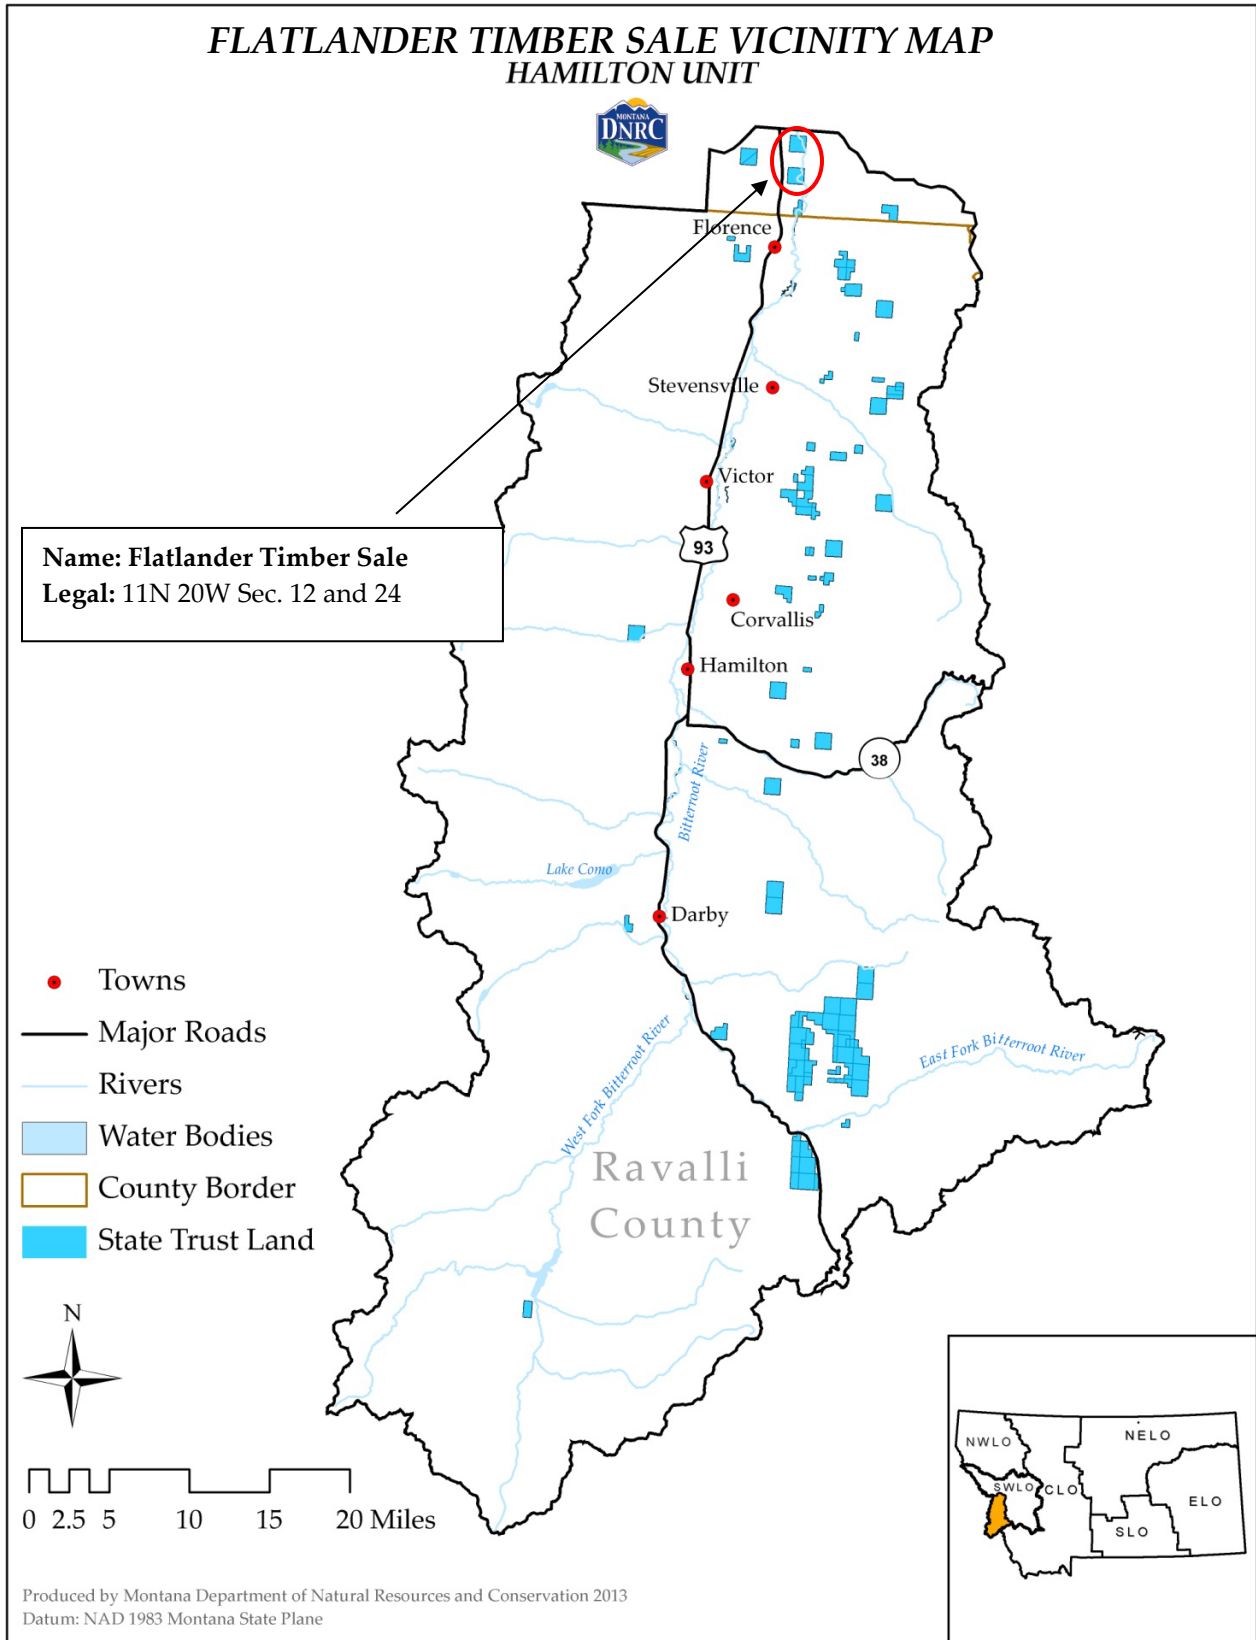 FLATLANDER TIMBER SALE VICINITY MAP
HAMILTON UNIT
MONTANA
DNRC
Florence
Stevensville
Victor
93
Name: Flatlander Timber Sale
Legal: 11N 20W Sec. 12 and 24
Corvallis
Hamilton
38
Bitterroot River
Lake Como
Darby
West Fork Bitterroot River
East Fork Bitterroot River
Ravalli
County
Towns
Major Roads
Rivers
Water Bodies
County Border
State Trust Land
N
0 2.5 5 10 15 20 Miles
NWLO
SWLO
CLO
NELO
ELO
SLO
Produced by Montana Department of Natural Resources and Conservation 2013
Datum: NAD 1983 Montana State Plane